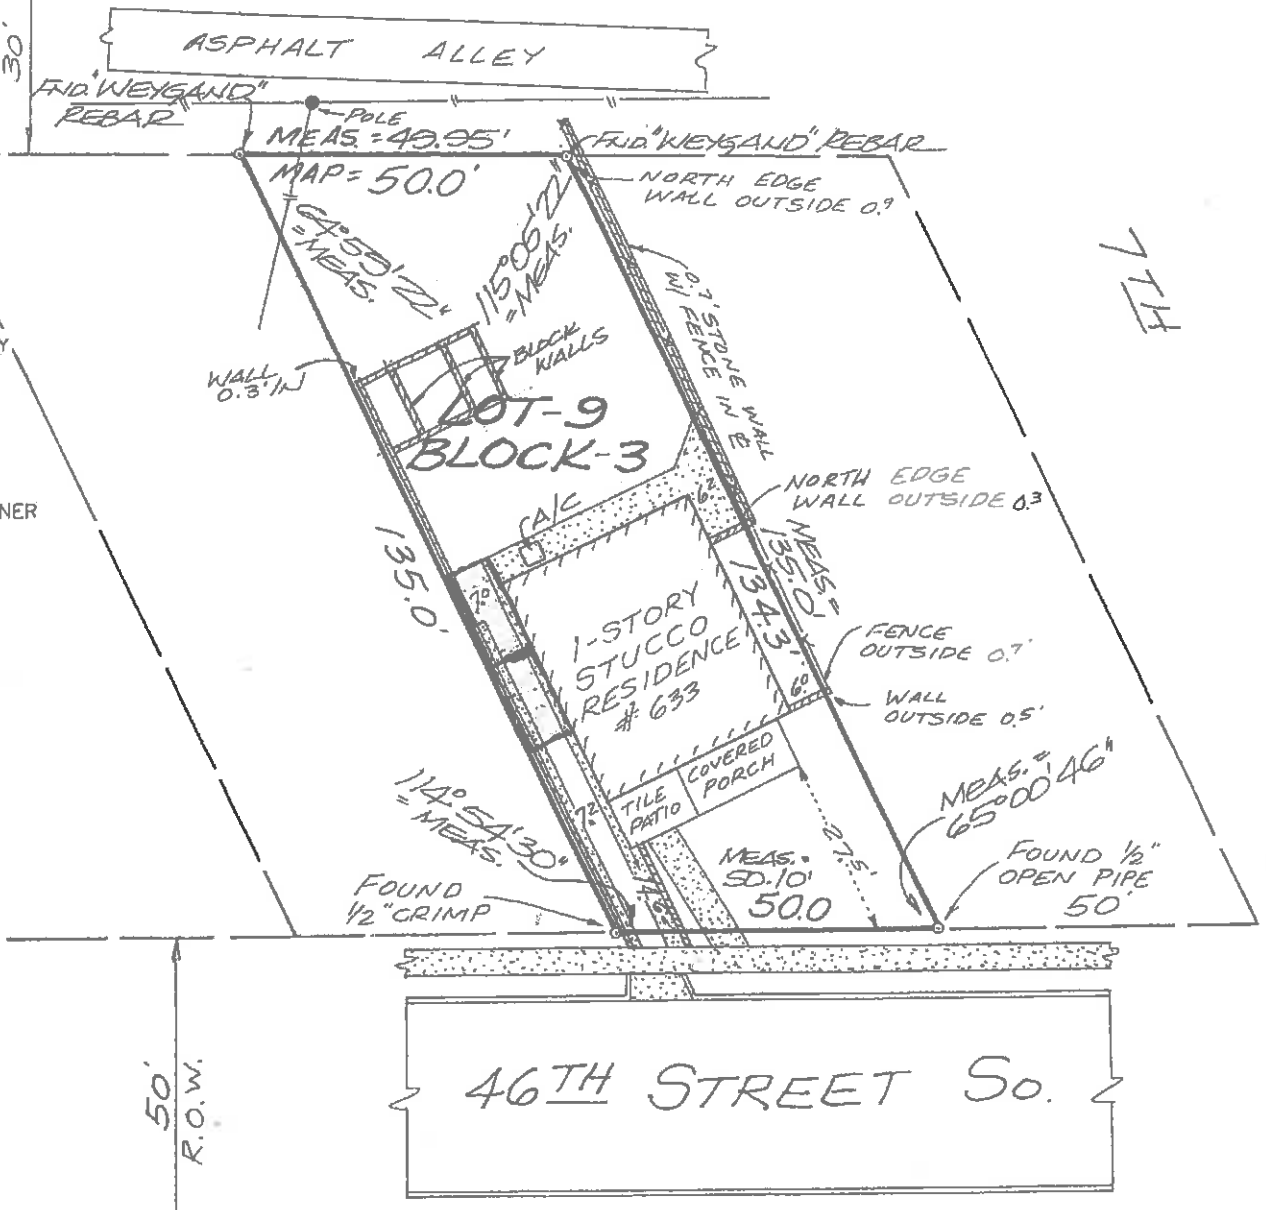 30'
ASPHALT ALLEY
FND. "WEYGAND"
REBAR
POLE
MEAS. = 49.95'
MAP = 50.0'
FND. "WEYGAND" REBAR
NORTH EDGE
WALL OUTSIDE 0.9
64°53'22"
= MEAS.
115°05'22"
= MEAS.
7TH
0.7' STONE WALL
W/ FENCE IN ℄
WALL
0.3' IN
BLOCK
WALLS
LOT-9
BLOCK-3
Y
NER
NORTH EDGE
WALL OUTSIDE 0.3
A/C
6.2
135.0'
MEAS. =
135.0'
134.3'
7.0
1-STORY
STUCCO
RESIDENCE
# 633
FENCE
OUTSIDE 0.7'
6.0
WALL
OUTSIDE 0.5'
COVERED
PORCH
TILE
PATIO
7.2
27.5'
MEAS. =
65°00'46"
114°54'30"
= MEAS.
MEAS. =
50.10'
50.0
FOUND
1/2" CRIMP
FOUND 1/2"
OPEN PIPE
50'
50'
R.O.W.
46TH STREET SO.